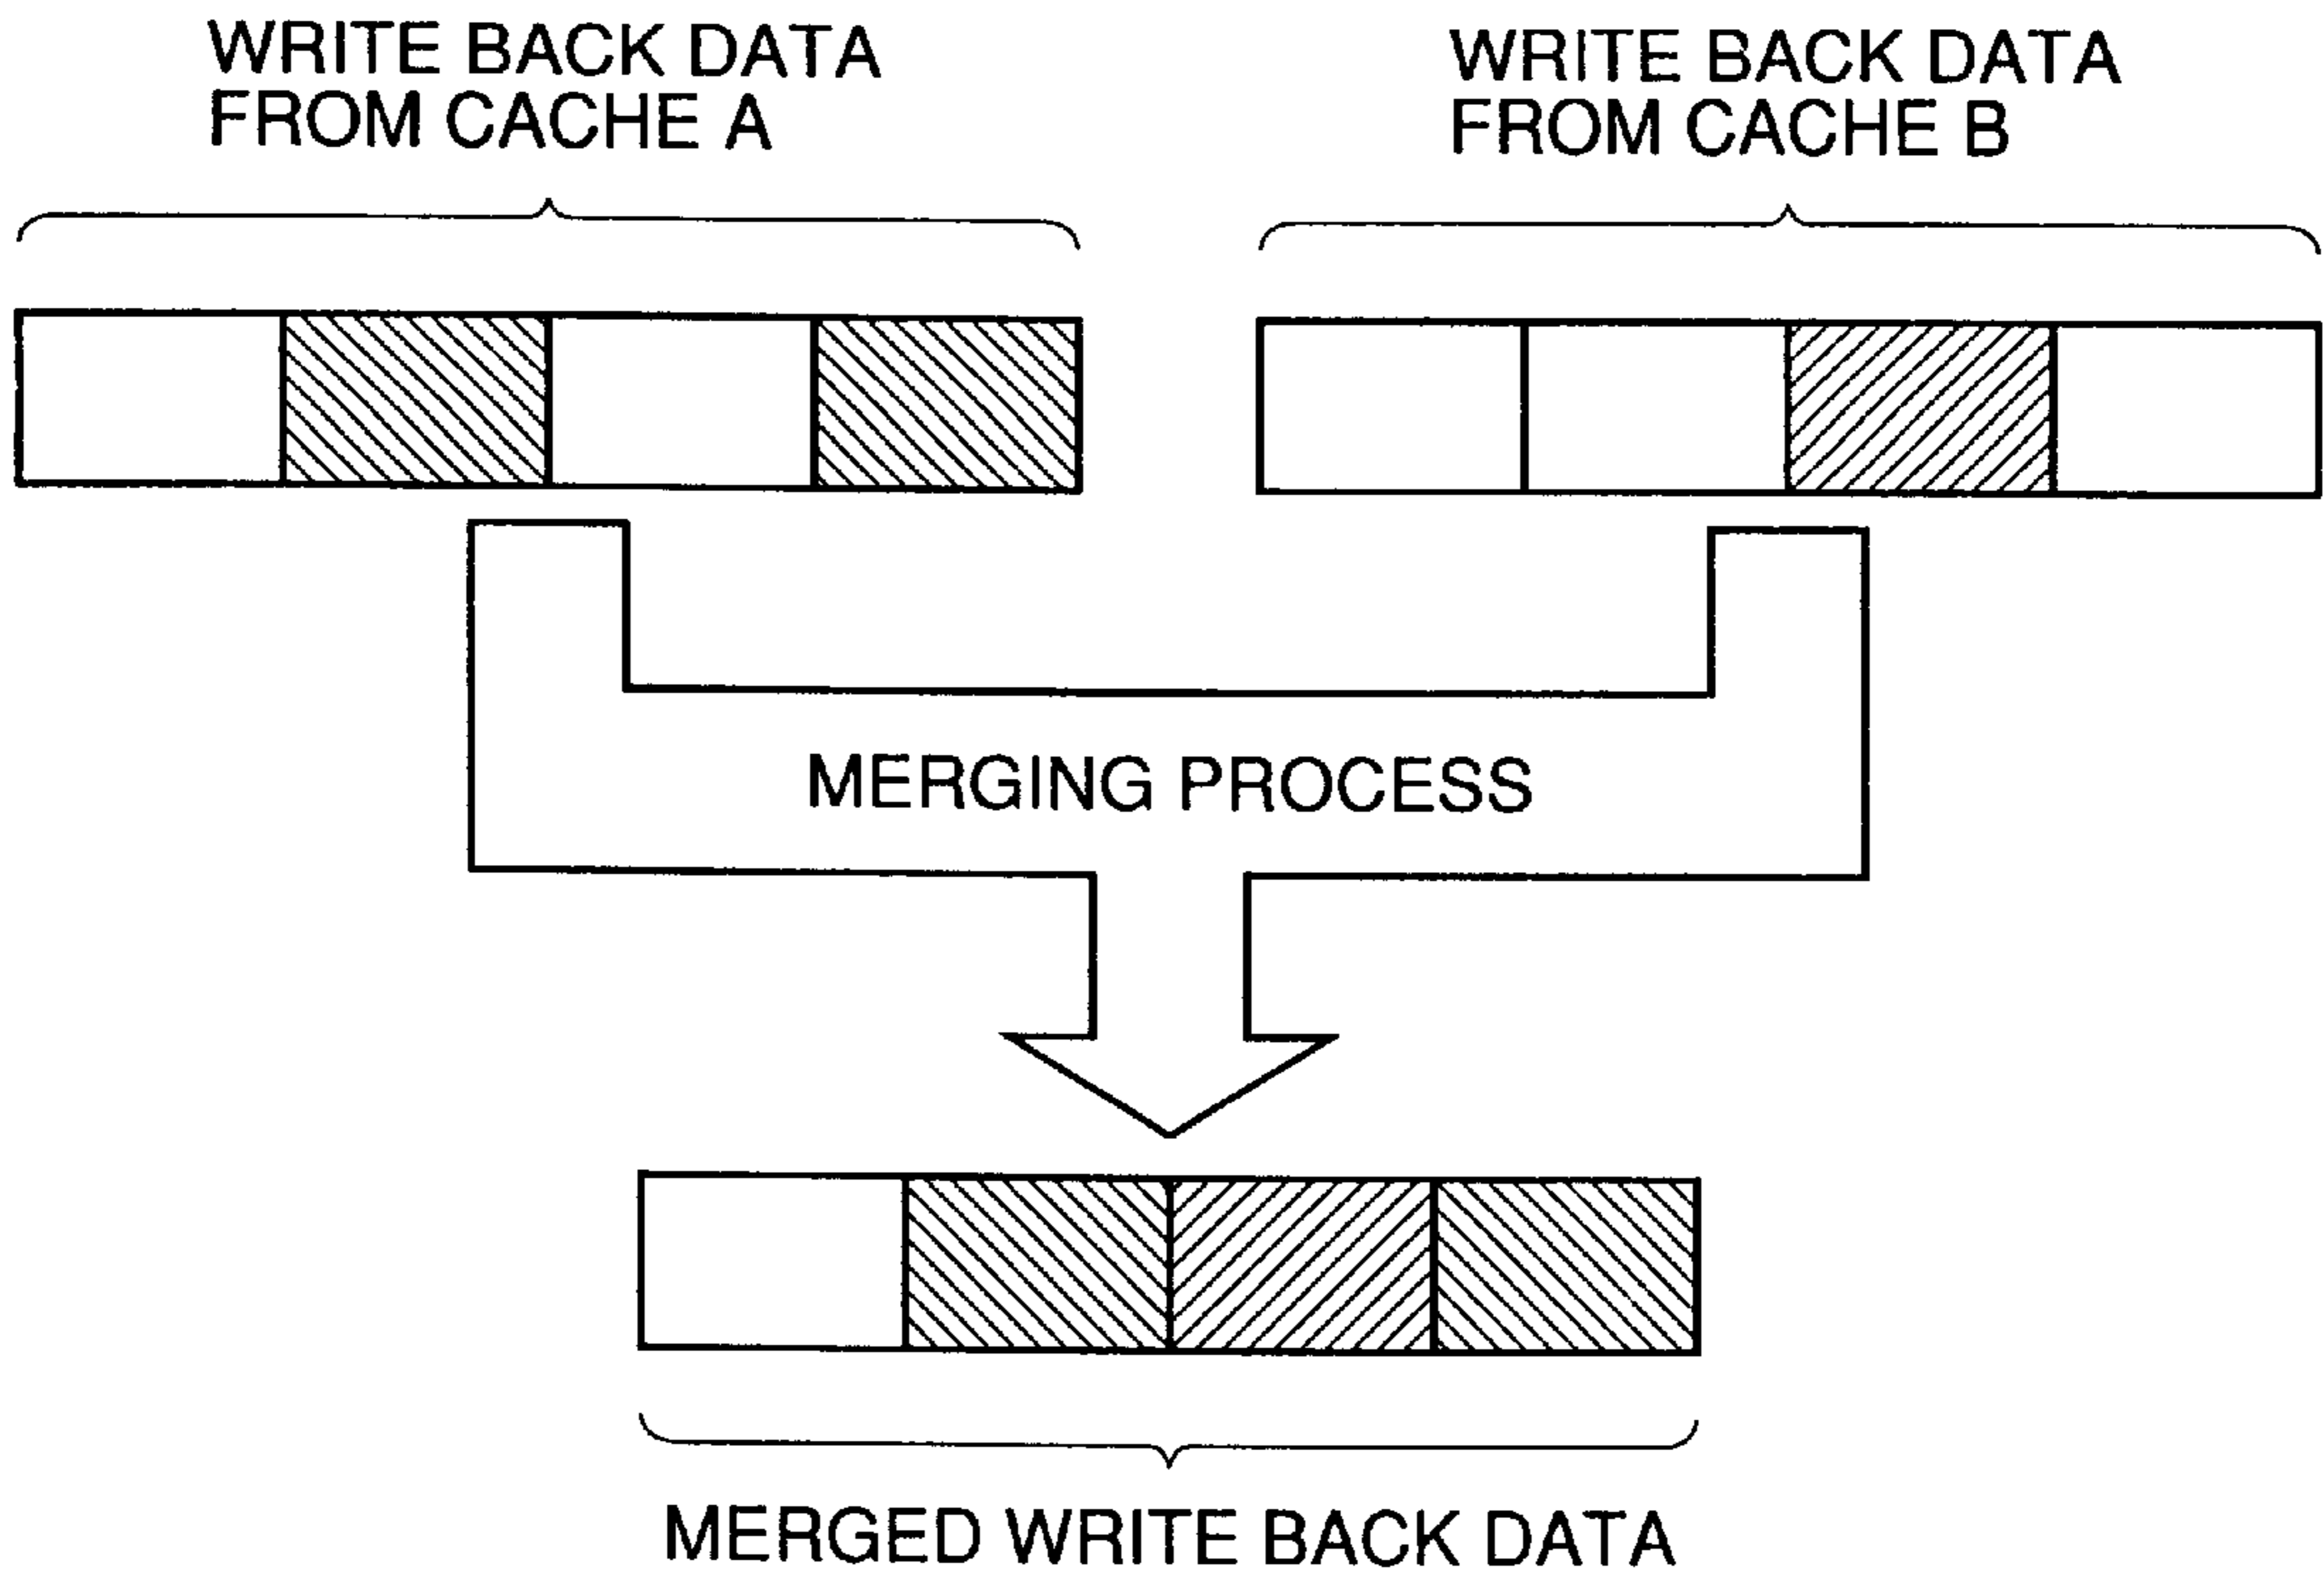 WRITE BACK DATA
FROM CACHE A
WRITE BACK DATA
FROM CACHE B
MERGING PROCESS
MERGED WRITE BACK DATA